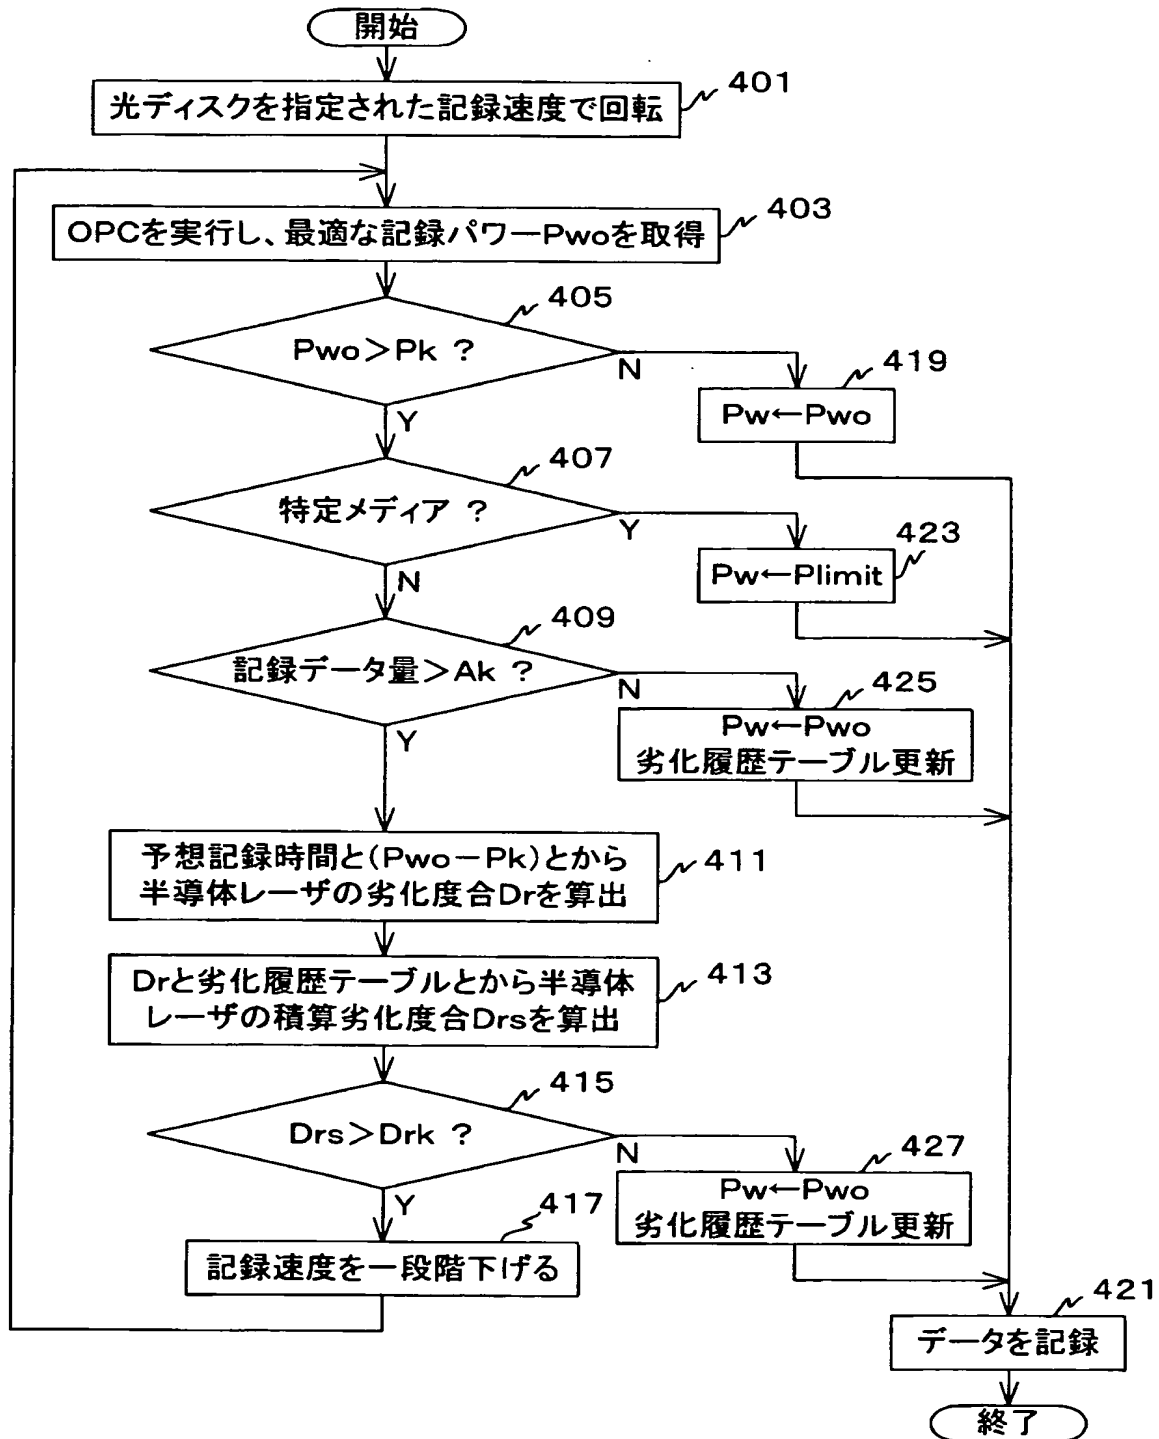 開始
光ディスクを指定された記録速度で回転
401
OPCを実行し、最適な記録パワーPwoを取得
403
Pwo>Pk ?
405
N
Y
Pw←Pwo
419
特定メディア ?
407
Y
N
Pw←Plimit
423
記録データ量>Ak ?
409
N
Y
Pw←Pwo
劣化履歴テーブル更新
425
予想記録時間と(Pwo−Pk)とから
半導体レーザの劣化度合Drを算出
411
Drと劣化履歴テーブルとから半導体
レーザの積算劣化度合Drsを算出
413
Drs>Drk ?
415
N
Y
Pw←Pwo
劣化履歴テーブル更新
427
記録速度を一段階下げる
417
データを記録
421
終了